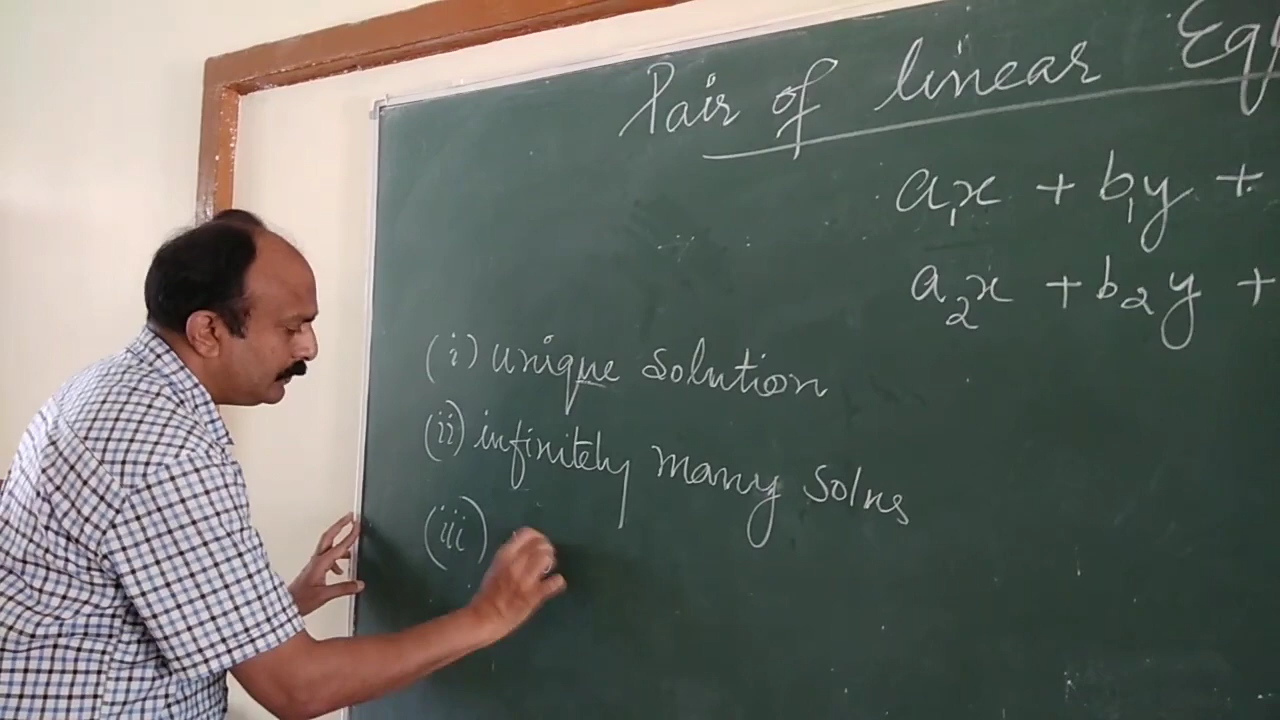 Pair of linear Eq
a₁x + b₁y +
a₂x + b₂y +
(i) unique solution
(ii) infinitely many solns
(iii)